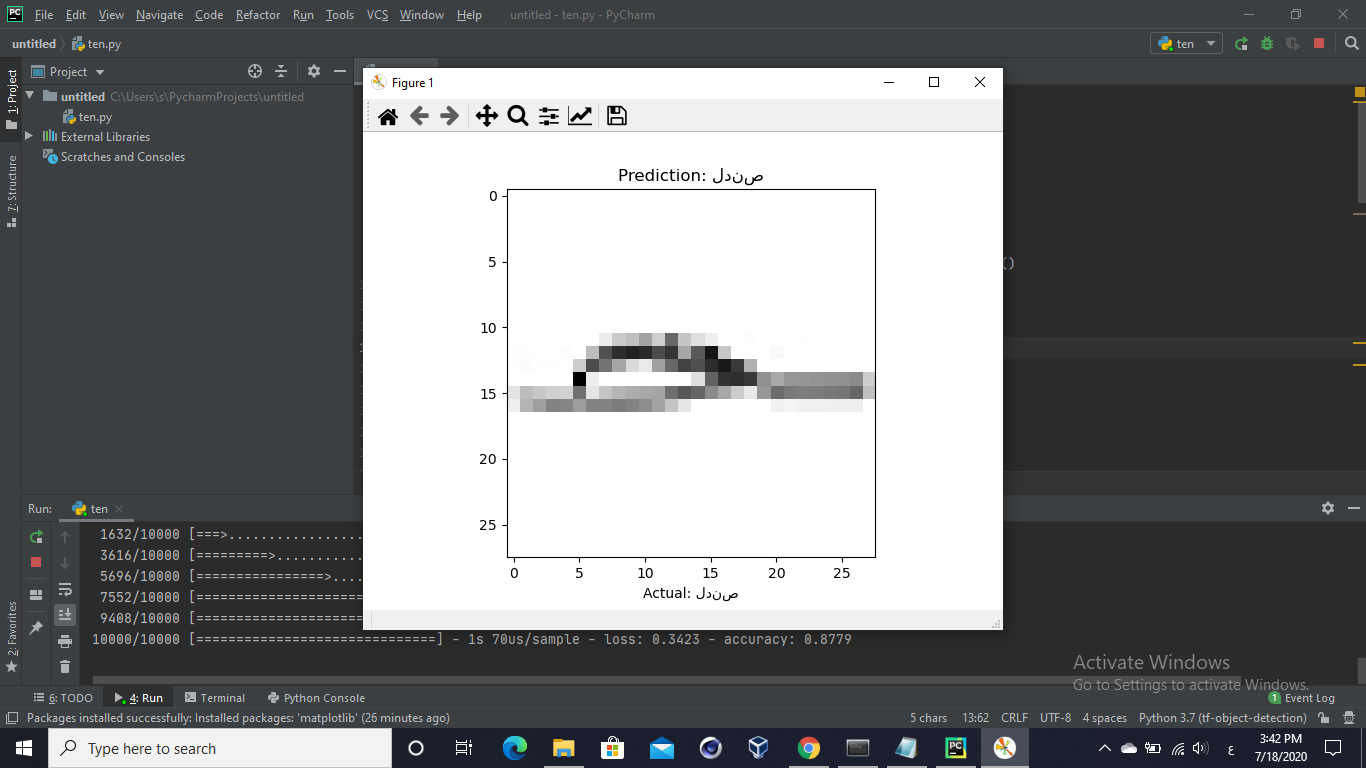 File Edit View Navigate Code Refactor Run Tools VCS Window Help untitled - ten.py - PyCharm
untitled ten.py
ten
Project
untitled C:\Users\s\PycharmProjects\untitled
ten.py
External Libraries
Scratches and Consoles
1: Project
7: Structure
2: Favorites
Figure 1
Prediction: صندل
0
5
10
15
20
25
0 5 10 15 20 25
Actual: صندل
()
Run: ten
1632/10000 [===>..................
3616/10000 [=========>............
5696/10000 [================>.....
7552/10000 [======================
9408/10000 [======================
10000/10000 [==============================] - 1s 70us/sample - loss: 0.3423 - accuracy: 0.8779
Activate Windows
Go to Settings to activate Windows.
6: TODO 4: Run Terminal Python Console 1 Event Log
Packages installed successfully: Installed packages: 'matplotlib' (26 minutes ago) 5 chars 13:62 CRLF UTF-8 4 spaces Python 3.7 (tf-object-detection)
Type here to search
ع
3:42 PM
7/18/2020